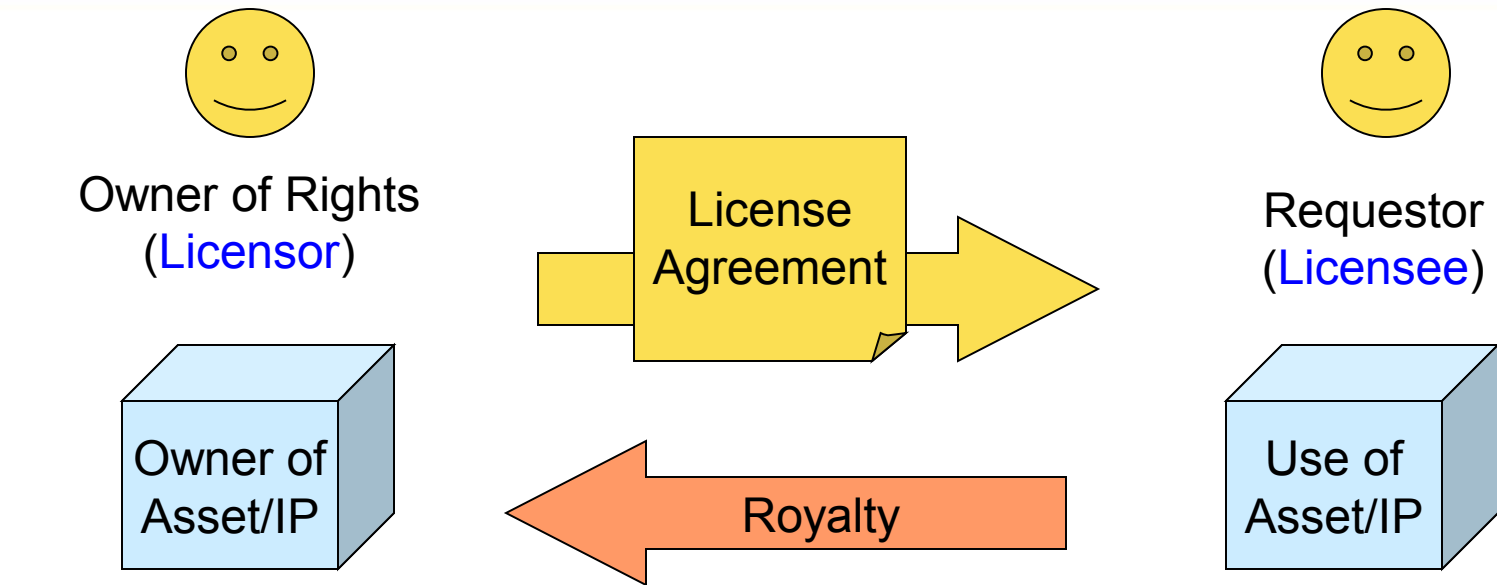 Owner of Rights
(Licensor)
License
Agreement
Requestor
(Licensee)
Owner of
Asset/IP
Royalty
Use of
Asset/IP